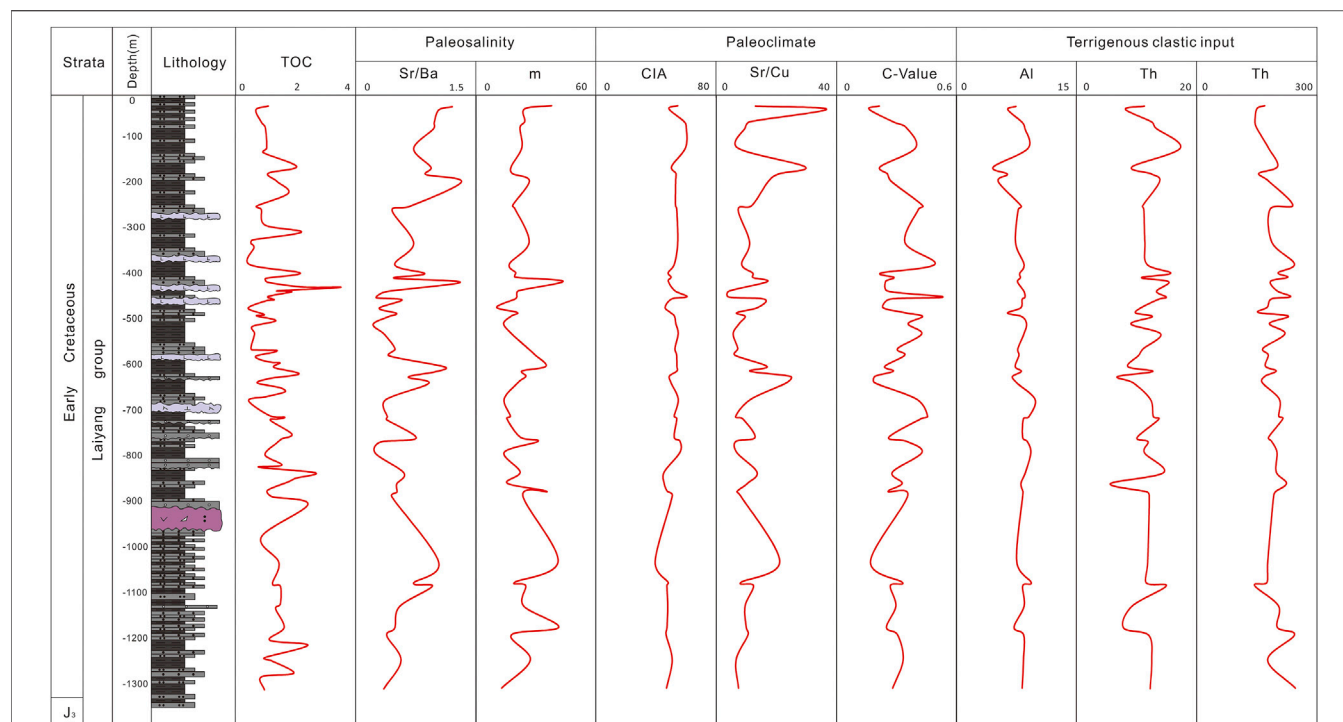 Strata
Depth(m)
Lithology
TOC
0 2 4
Paleosalinity
Sr/Ba
0 1.5
m
0 60
Paleoclimate
CIA
0 80
Sr/Cu
0 40
C-Value
0 0.6
Terrigenous clastic input
Al
0 15
Th
0 20
Th
0 300
Early Cretaceous
Laiyang group
J₃
0
-100
-200
-300
-400
-500
-600
-700
-800
-900
-1000
-1100
-1200
-1300